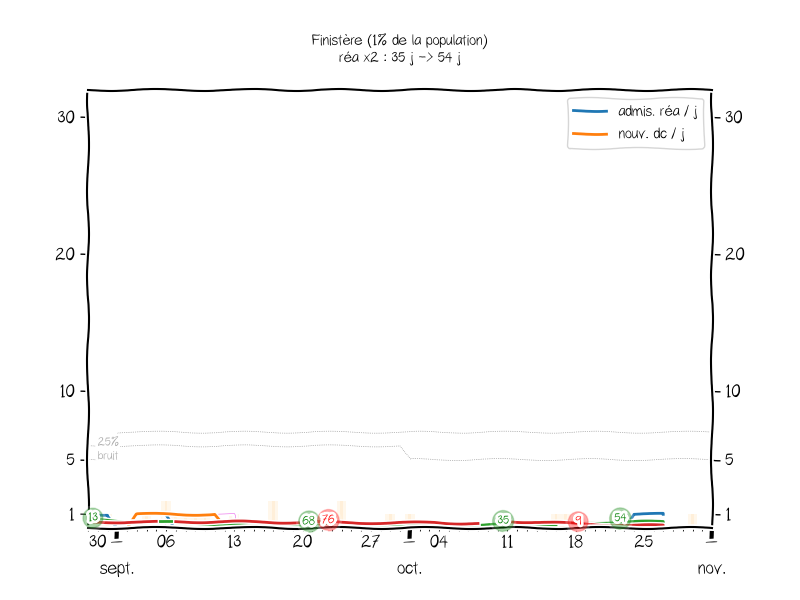 Finistère (1% de la population)
réa x2 : 35 j -> 54 j
admis. réa / j
nouv. dc / j
30 30
20 20
10 10
25%
bruit
5 5
1 1
13 68 76 35 9 54
30 06 13 20 27 04 11 18 25
sept. oct. nov.